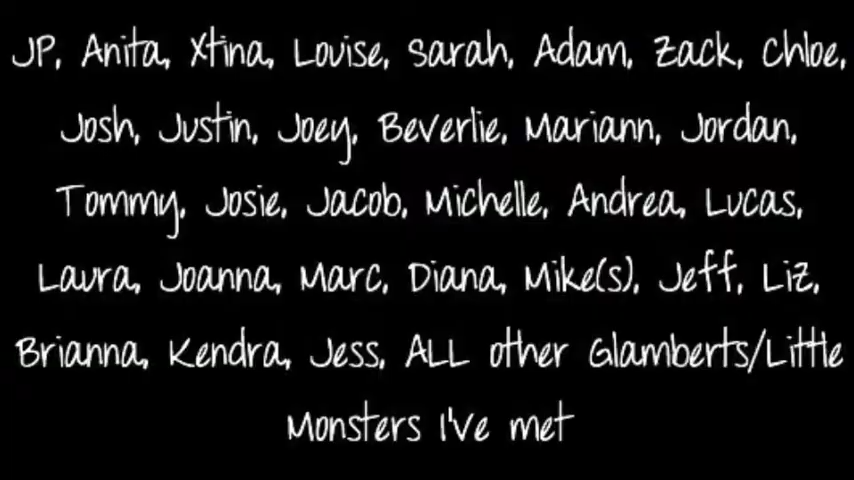 JP, Anita, Xtina, Louise, Sarah, Adam, Zack, Chloe,
Josh, Justin, Joey, Beverlie, Mariann, Jordan,
Tommy, Josie, Jacob, Michelle, Andrea, Lucas,
Laura, Joanna, Marc, Diana, Mike(s), Jeff, Liz,
Brianna, Kendra, Jess, ALL other Glamberts/Little
Monsters I've met